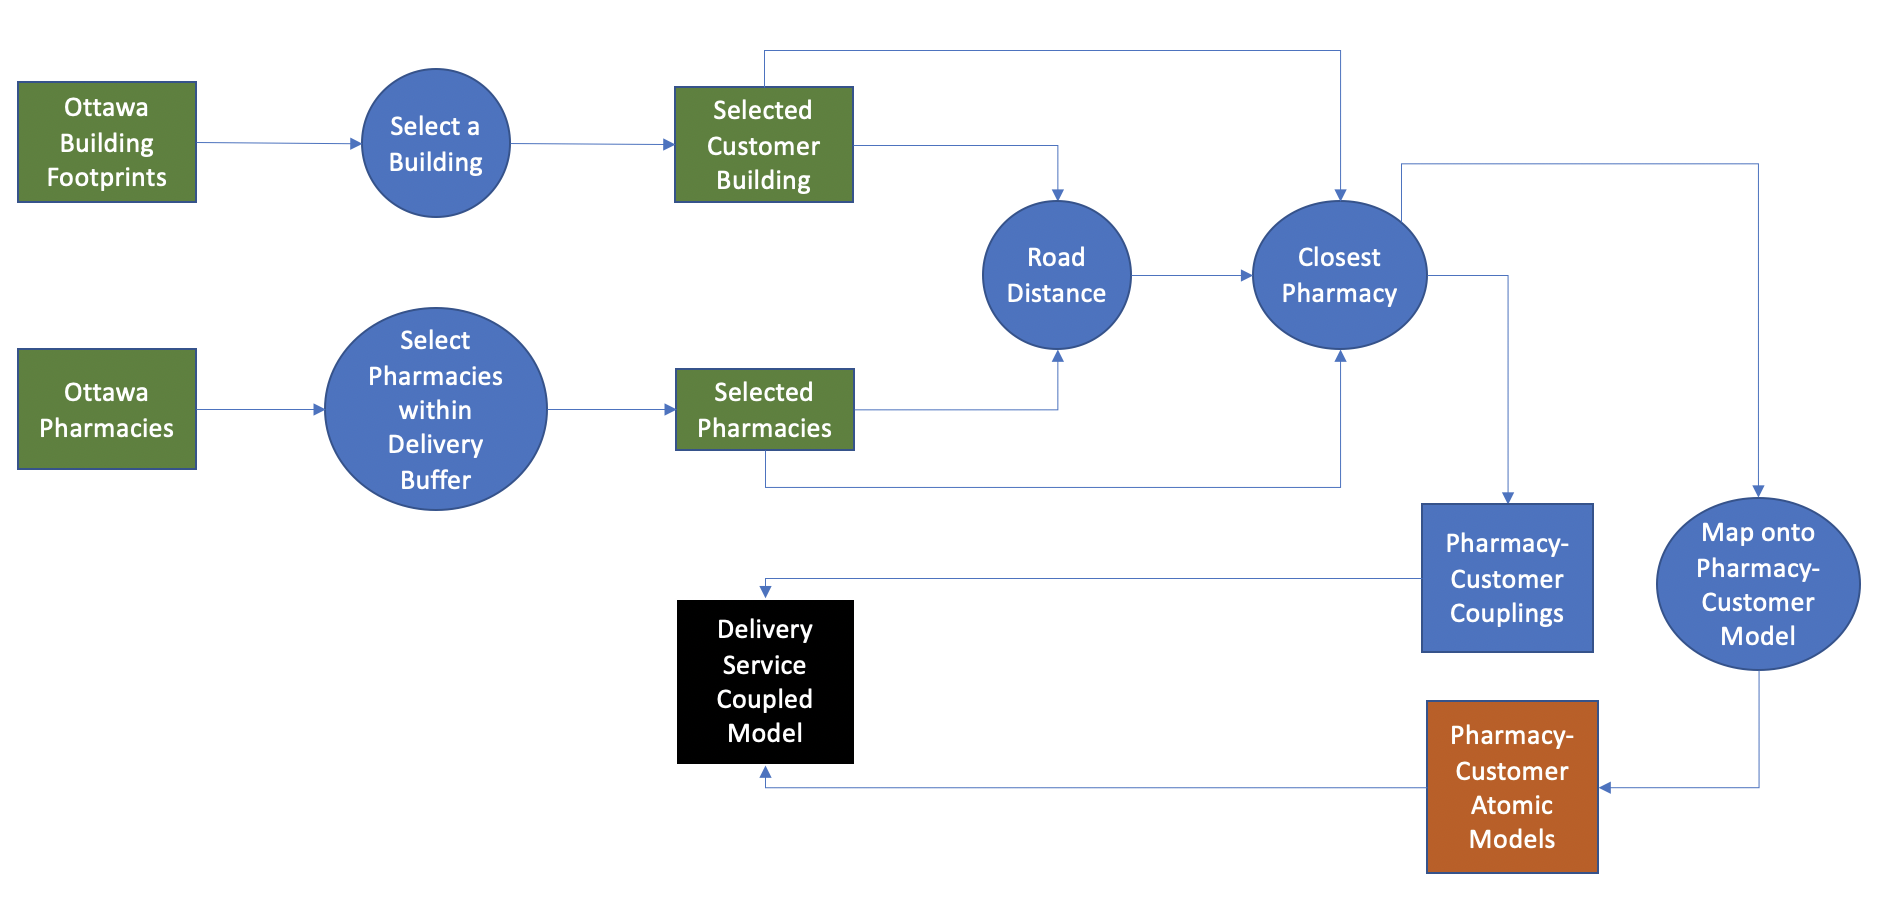 Ottawa
Building
Footprints
Select a
Building
Selected
Customer
Building
Road
Distance
Closest
Pharmacy
Ottawa
Pharmacies
Select
Pharmacies
within
Delivery
Buffer
Selected
Pharmacies
Pharmacy-
Customer
Couplings
Map onto
Pharmacy-
Customer
Model
Delivery
Service
Coupled
Model
Pharmacy-
Customer
Atomic
Models